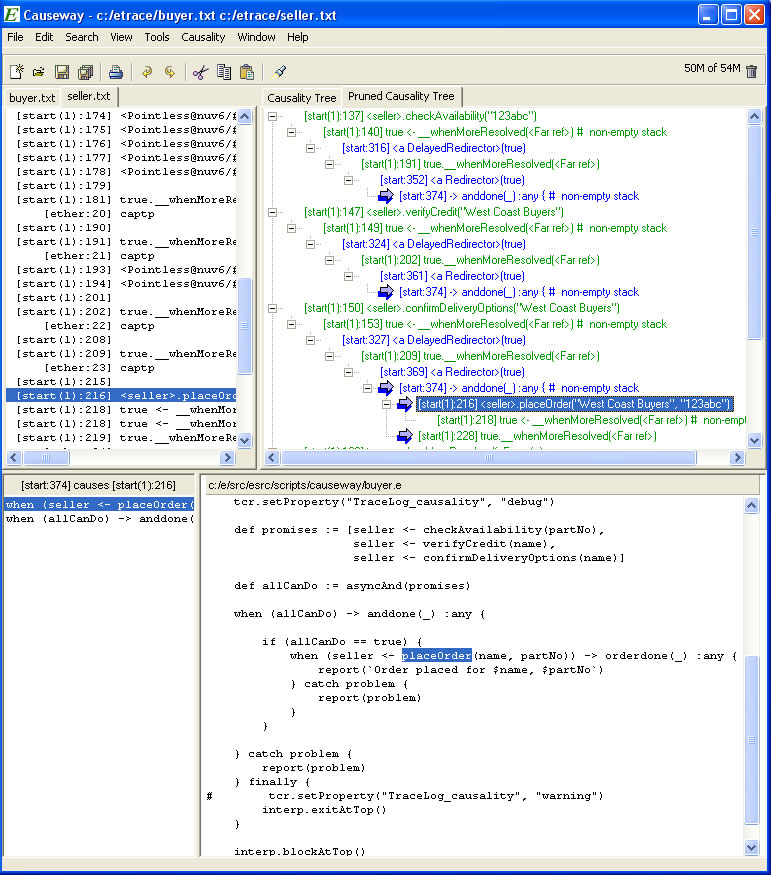 Causeway - c:/etrace/buyer.txt c:/etrace/seller.txt
File Edit Search View Tools Causality Window Help
50M of 54M
buyer.txt seller.txt
[start(1):174] <Pointless@nuv6/#
[start(1):175] <Pointless@nuv6/#
[start(1):176] <Pointless@nuv6/#
[start(1):177] <Pointless@nuv6/#
[start(1):178] <Pointless@nuv6/#
[start(1):179]
[start(1):181] true.__whenMoreRe
[ether:20] captp
[start(1):190]
[start(1):191] true.__whenMoreRe
[ether:21] captp
[start(1):193] <Pointless@nuv6/#
[start(1):194] <Pointless@nuv6/#
[start(1):201]
[start(1):202] true.__whenMoreRe
[ether:22] captp
[start(1):208]
[start(1):209] true.__whenMoreRe
[ether:23] captp
[start(1):215]
[start(1):216] <seller>.placeOrd
[start(1):218] true <- __whenMor
[start(1):218] true <- __whenMor
[start(1):219] true.__whenMoreRe
Causality Tree Pruned Causality Tree
[start(1):137] <seller>.checkAvailability("123abc")
[start(1):140] true <- __whenMoreResolved(<Far ref>) # non-empty stack
[start:316] <a DelayedRedirector>(true)
[start(1):191] true.__whenMoreResolved(<Far ref>)
[start:352] <a Redirector>(true)
[start:374] -> anddone(_) :any { # non-empty stack
[start(1):147] <seller>.verifyCredit("West Coast Buyers")
[start(1):149] true <- __whenMoreResolved(<Far ref>) # non-empty stack
[start:324] <a DelayedRedirector>(true)
[start(1):202] true.__whenMoreResolved(<Far ref>)
[start:361] <a Redirector>(true)
[start:374] -> anddone(_) :any { # non-empty stack
[start(1):150] <seller>.confirmDeliveryOptions("West Coast Buyers")
[start(1):153] true <- __whenMoreResolved(<Far ref>) # non-empty stack
[start:327] <a DelayedRedirector>(true)
[start(1):209] true.__whenMoreResolved(<Far ref>)
[start:369] <a Redirector>(true)
[start:374] -> anddone(_) :any { # non-empty stack
[start(1):216] <seller>.placeOrder("West Coast Buyers", "123abc")
[start(1):218] true <- __whenMoreResolved(<Far ref>) # non-empt
[start(1):228] true.__whenMoreResolved(<Far ref>)
[start:374] causes [start(1):216]
when (seller <- placeOrder(
when (allCanDo) -> anddone(
c:/e/src/esrc/scripts/causeway/buyer.e
tcr.setProperty("TraceLog_causality", "debug")
def promises := [seller <- checkAvailability(partNo),
seller <- verifyCredit(name),
seller <- confirmDeliveryOptions(name)]
def allCanDo := asyncAnd(promises)
when (allCanDo) -> anddone(_) :any {
if (allCanDo == true) {
when (seller <- placeOrder(name, partNo)) -> orderdone(_) :any {
report(`Order placed for $name, $partNo`)
} catch problem {
report(problem)
}
}
} catch problem {
report(problem)
} finally {
# tcr.setProperty("TraceLog_causality", "warning")
interp.exitAtTop()
}
interp.blockAtTop()